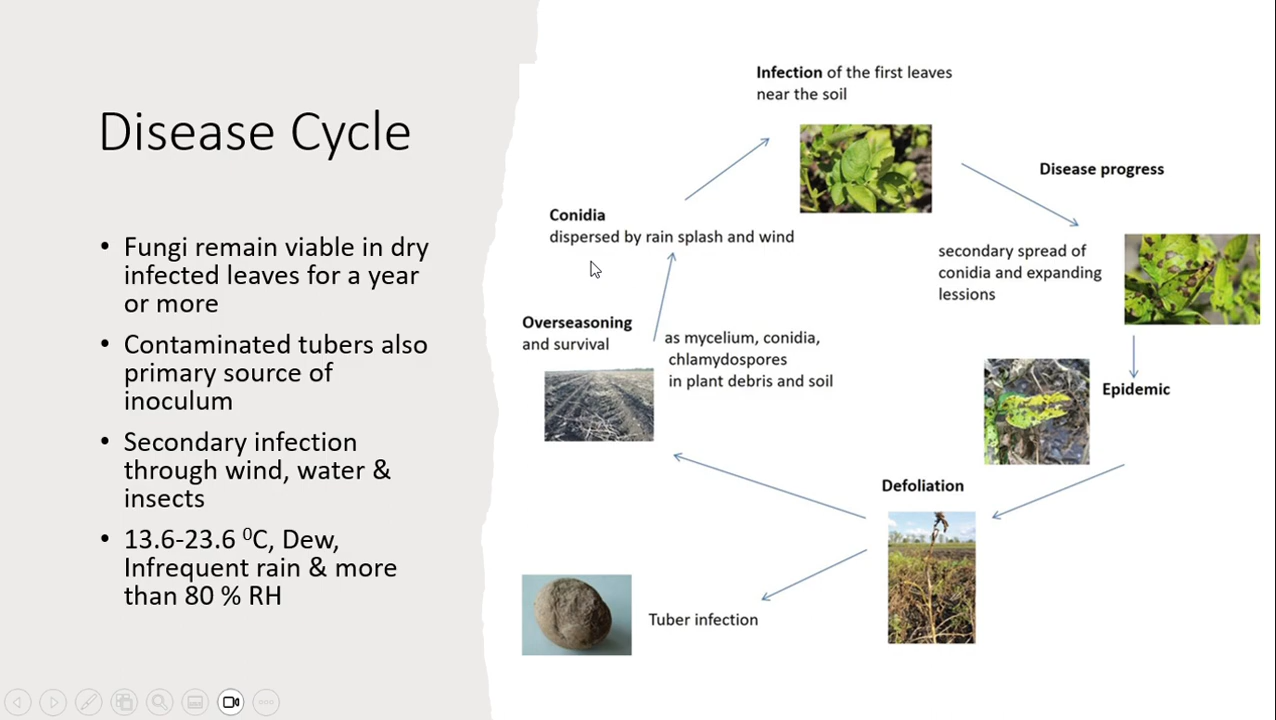 Disease Cycle
• Fungi remain viable in dry
infected leaves for a year
or more
• Contaminated tubers also
primary source of
inoculum
• Secondary infection
through wind, water &
insects
• 13.6-23.6 ⁰C, Dew,
Infrequent rain & more
than 80 % RH
Infection of the first leaves
near the soil
Disease progress
secondary spread of
conidia and expanding
lessions
Epidemic
Defoliation
Tuber infection
Overseasoning
and survival
as mycelium, conidia,
chlamydospores
in plant debris and soil
Conidia
dispersed by rain splash and wind